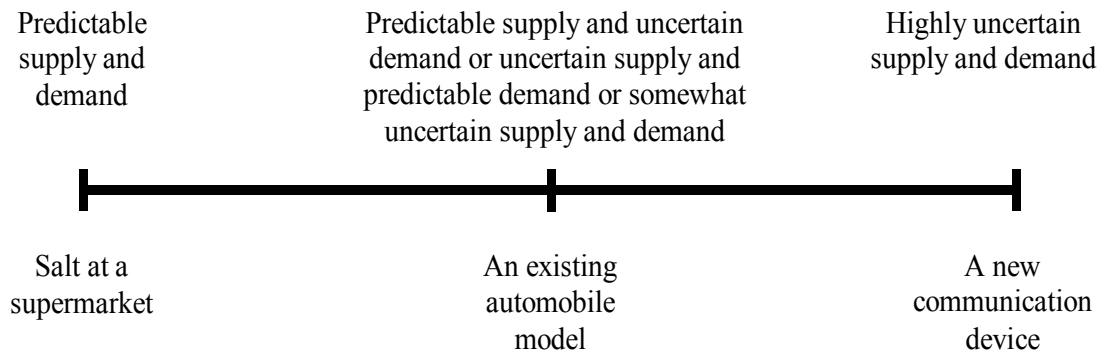 Predictable
supply and
demand
Predictable supply and uncertain
demand or uncertain supply and
predictable demand or somewhat
uncertain supply and demand
Highly uncertain
supply and demand
Salt at a
supermarket
An existing
automobile
model
A new
communication
device